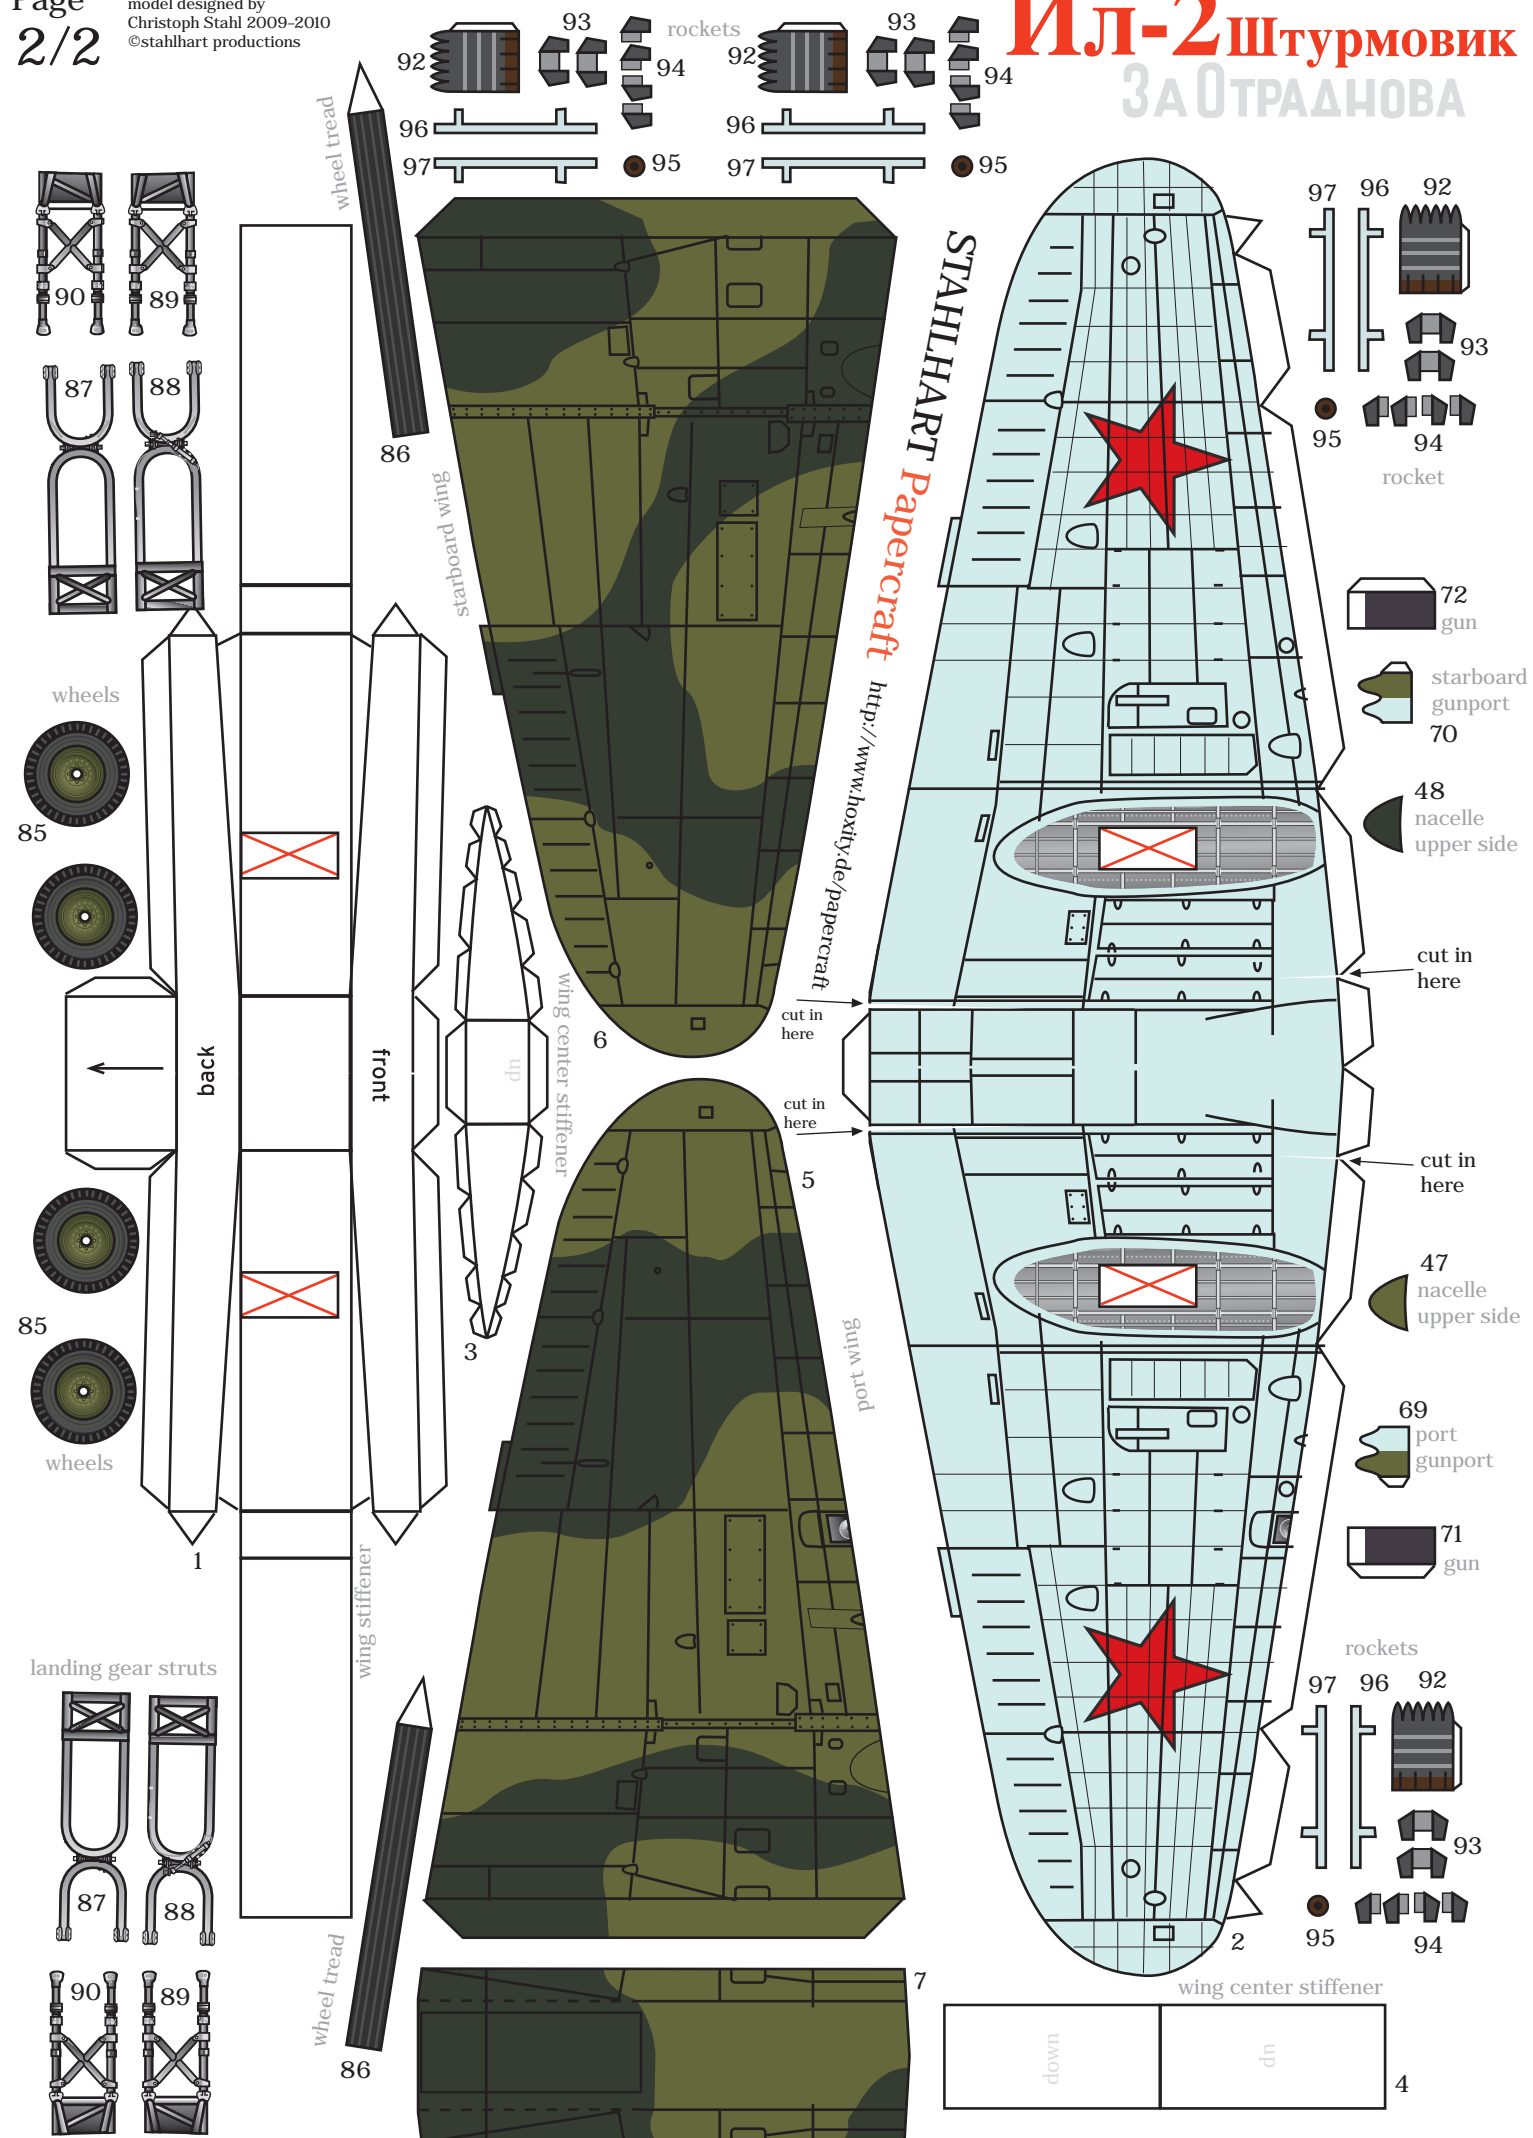 Page
2/2
model designed by
Christoph Stahl 2009-2010
©stahlhart productions
Ил-2 Штурмовик
ЗА ОТРАДНОВА
rockets
92
93
94
96
97
95
92
93
94
96
97
95
wheel tread
86
90
89
87
88
starboard wing
6
STAHLHART Papercraft http://www.hoxity.de/papercraft
97
96
92
93
95
94
rocket
72
gun
starboard
gunport
70
48
nacelle
upper side
cut in
here
cut in
here
cut in
here
cut in
here
47
nacelle
upper side
69
port
gunport
71
gun
rockets
97
96
92
93
95
94
2
wheels
85
85
wheels
back
front
1
wing stiffener
dn
wing center stiffener
3
5
port wing
landing gear struts
87
88
90
89
wheel tread
86
7
wing center stiffener
down
dn
4